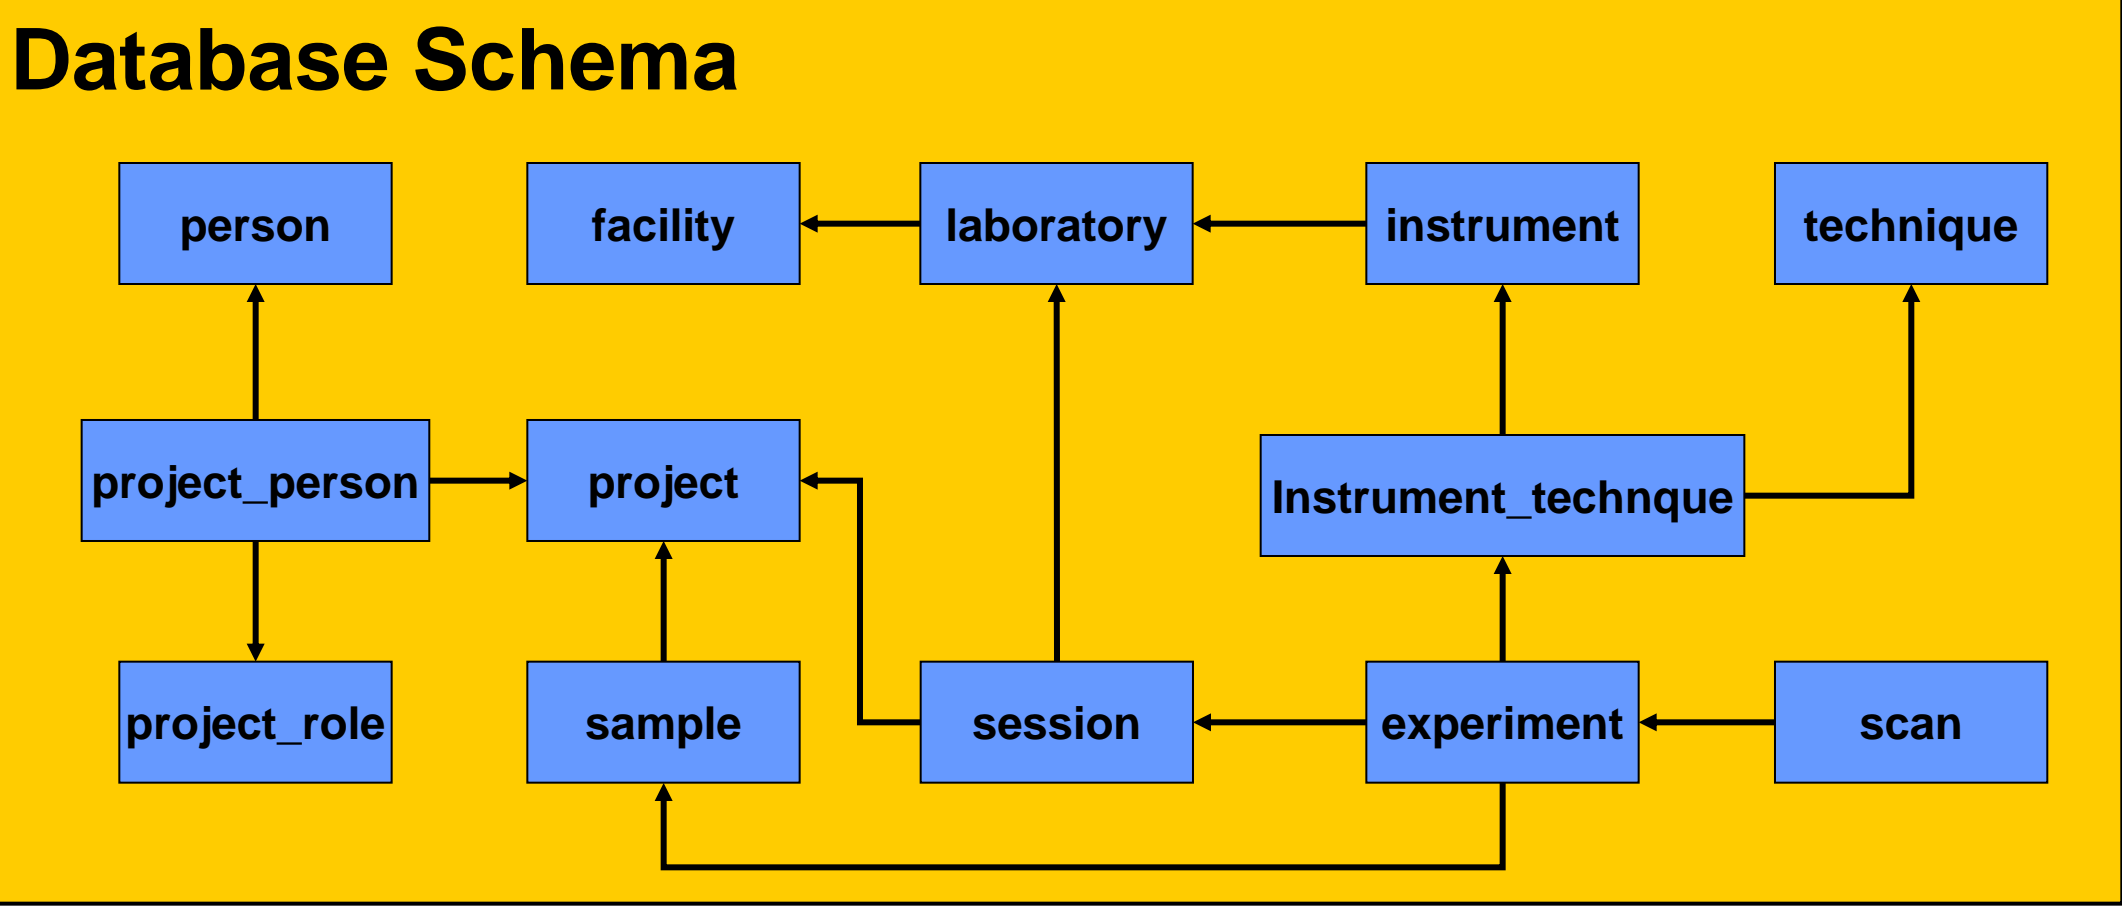 Database Schema
person
facility
laboratory
instrument
technique
project_person
project
Instrument_technque
project_role
sample
session
experiment
scan